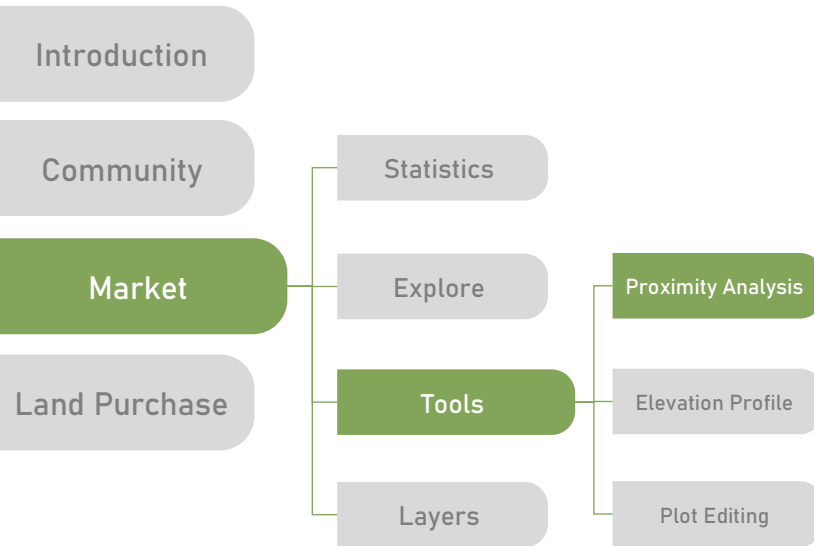 Introduction
Community
Market
Land Purchase
Statistics
Explore
Tools
Layers
Proximity Analysis
Elevation Profile
Plot Editing